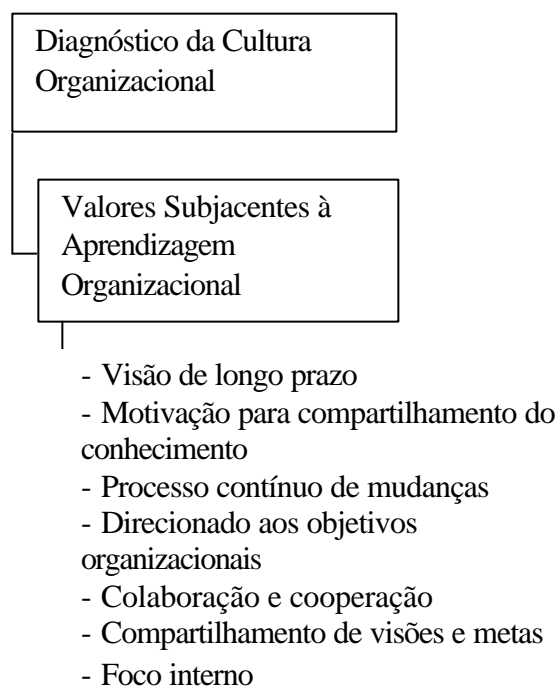 Diagnóstico da Cultura
Organizacional
Valores Subjacentes à
Aprendizagem
Organizacional
- Visão de longo prazo
- Motivação para compartilhamento do
conhecimento
- Processo contínuo de mudanças
- Direcionado aos objetivos
organizacionais
- Colaboração e cooperação
- Compartilhamento de visões e metas
- Foco interno